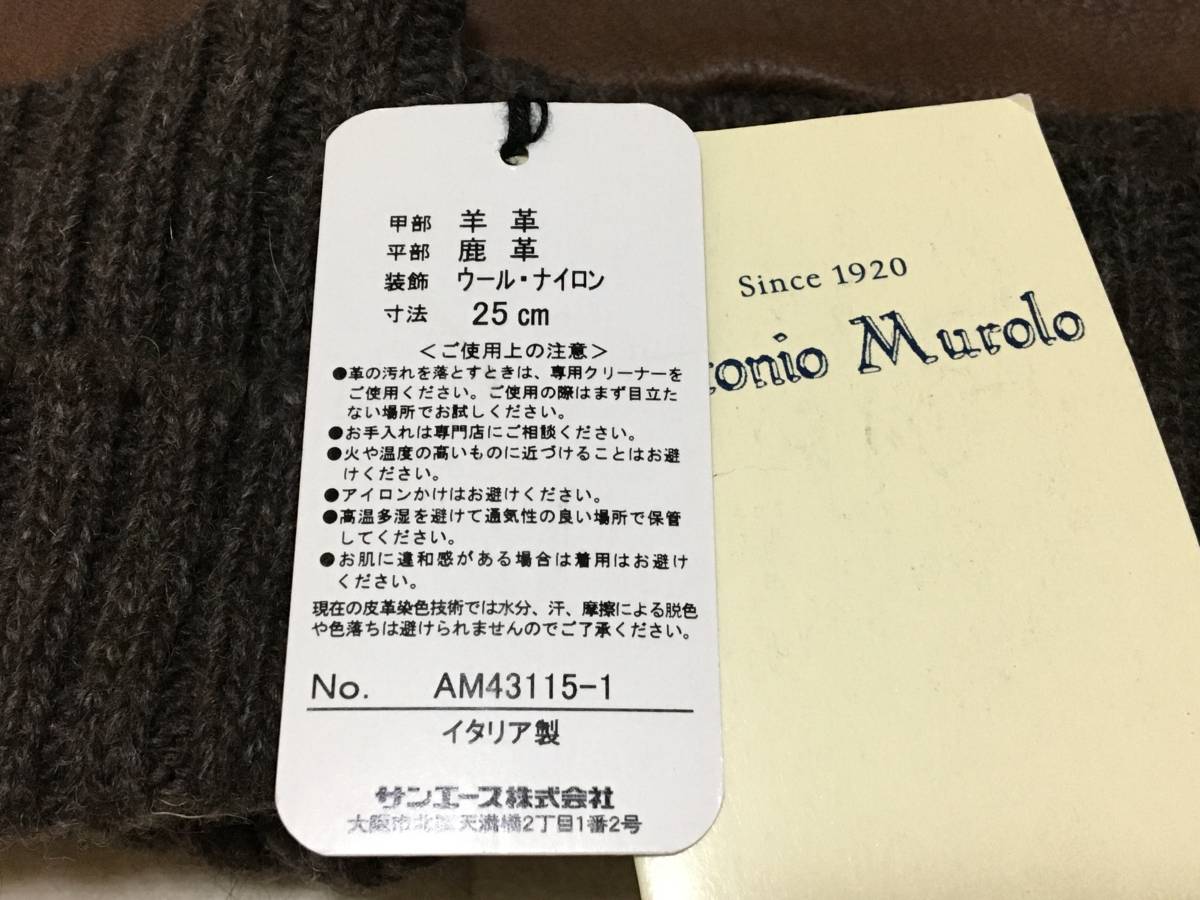 甲部 羊 革
平部 鹿 革
装飾 ウール・ナイロン
寸法 25cm
＜ご使用上の注意＞
●革の汚れを落とすときは、専用クリーナーを
ご使用ください。ご使用の際はまず目立た
ない場所でお試しください。
●お手入れは専門店にご相談ください。
●火や温度の高いものに近づけることはお避
けください。
●アイロンかけはお避けください。
●高温多湿を避けて通気性の良い場所で保管
してください。
●お肌に違和感がある場合は着用はお避け
ください。
現在の皮革染色技術では水分、汗、摩擦による脱色
や色落ちは避けられませんのでご了承ください。
No. AM43115-1
イタリア製
サンエース株式会社
大阪市北区天満橋2丁目1番2号
Since 1920
tonio Murolo